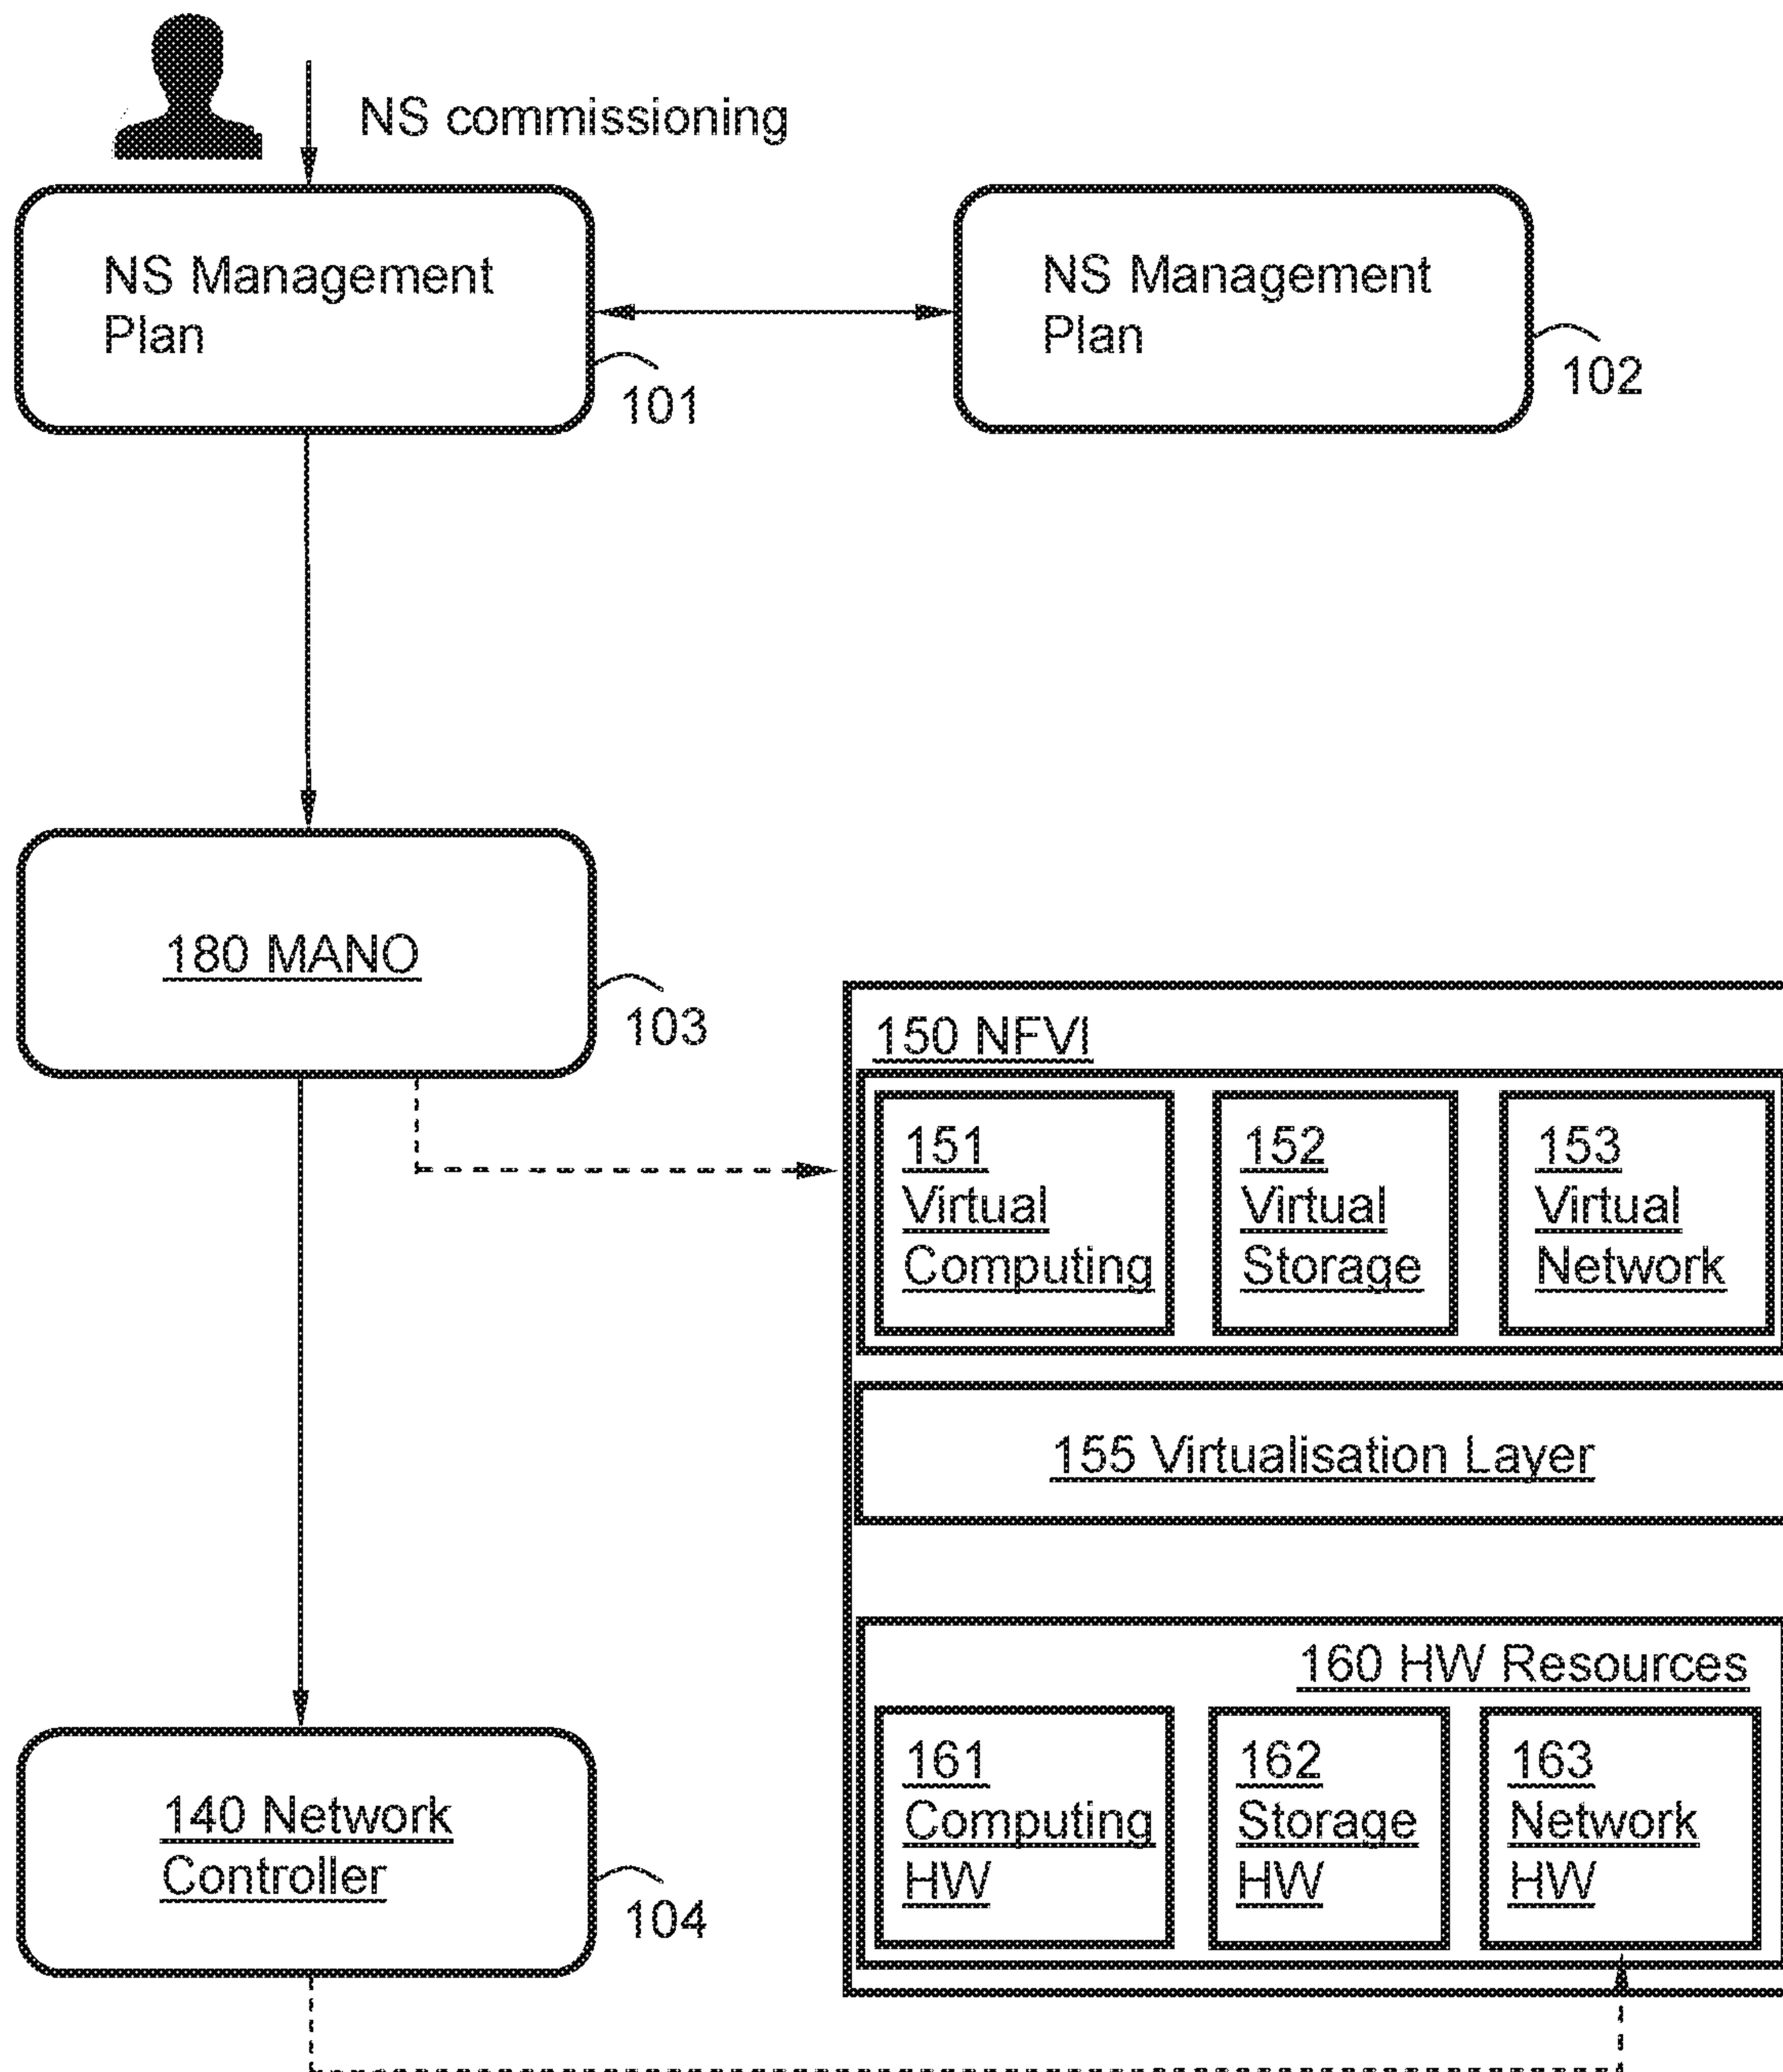 NS commissioning
NS Management
Plan
101
NS Management
Plan
102
180 MANO
103
150 NFVI
151
Virtual
Computing
152
Virtual
Storage
153
Virtual
Network
155 Virtualisation Layer
160 HW Resources
161
Computing
HW
162
Storage
HW
163
Network
HW
140 Network
Controller
104